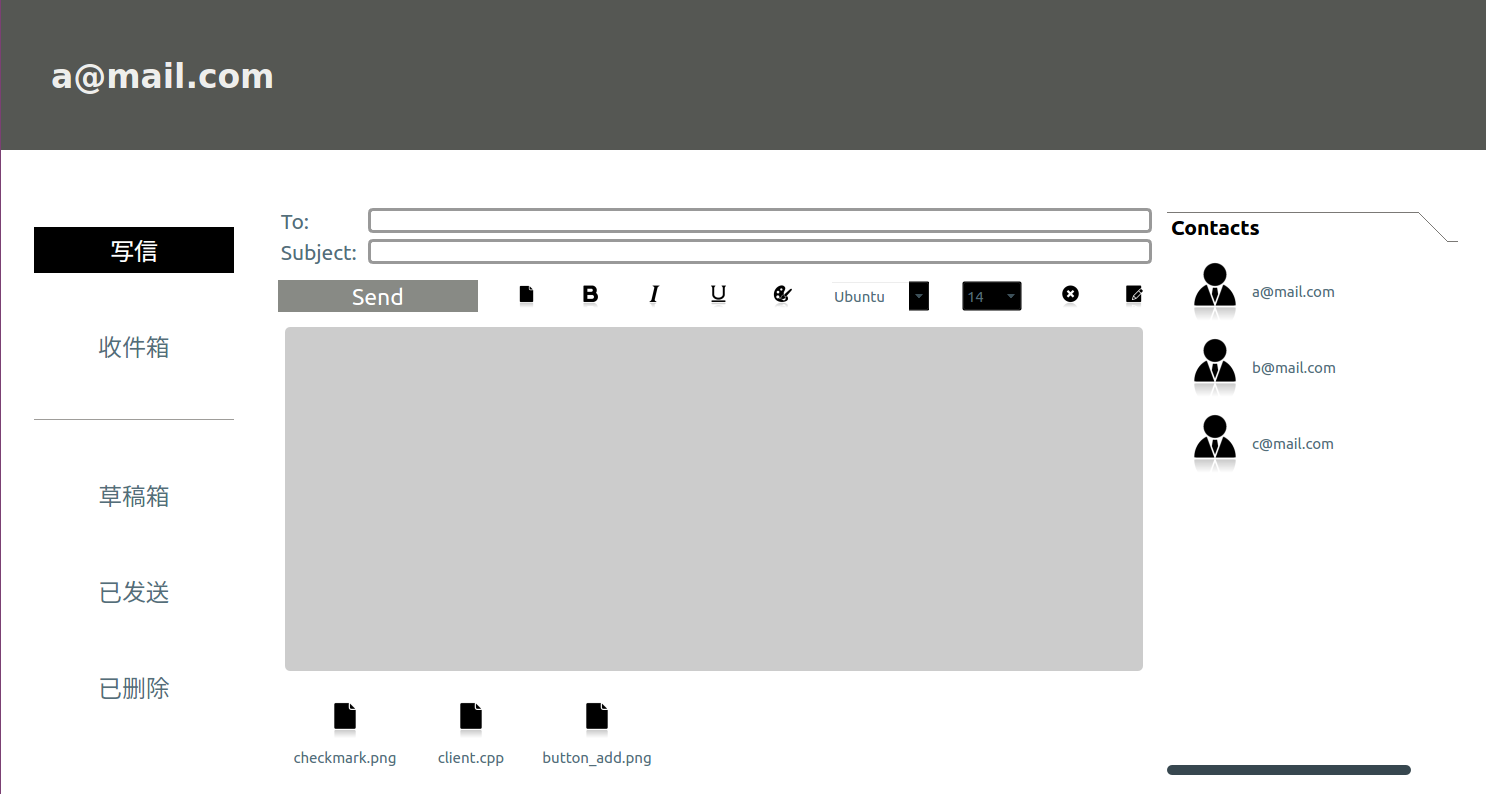 a@mail.com
写信
收件箱
草稿箱
已发送
已删除
To:
Subject:
Send
B I U Ubuntu 14
checkmark.png client.cpp button_add.png
Contacts
a@mail.com
b@mail.com
c@mail.com